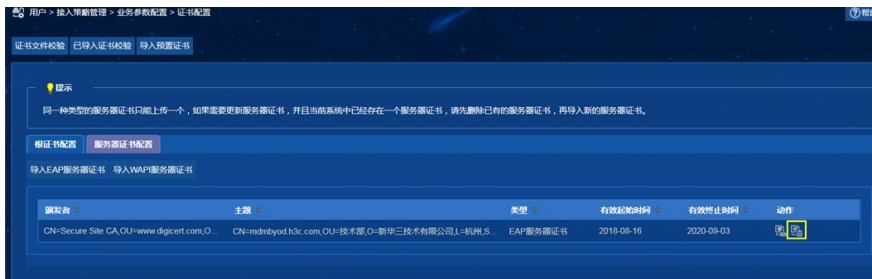 用户 > 接入策略管理 > 业务参数配置 > 证书配置
证书文件校验 已导入证书校验 导入预置证书
提示
同一种类型的服务器证书只能上传一个，如果需要更新服务器证书，并且当前系统中已经存在一个服务器证书，请先删除已有的服务器证书，再导入新的服务器证书。
根证书配置 服务器证书配置
导入EAP服务器证书 导入WAPI服务器证书
颁发者 主题 类型 有效起始时间 有效终止时间 动作
CN=Secure Site CA,OU=www.digicert.com,O... CN=mdmbyod.h3c.com,OU=技术部,O=新华三技术有限公司,L=杭州,S... EAP服务器证书 2018-08-16 2020-09-03